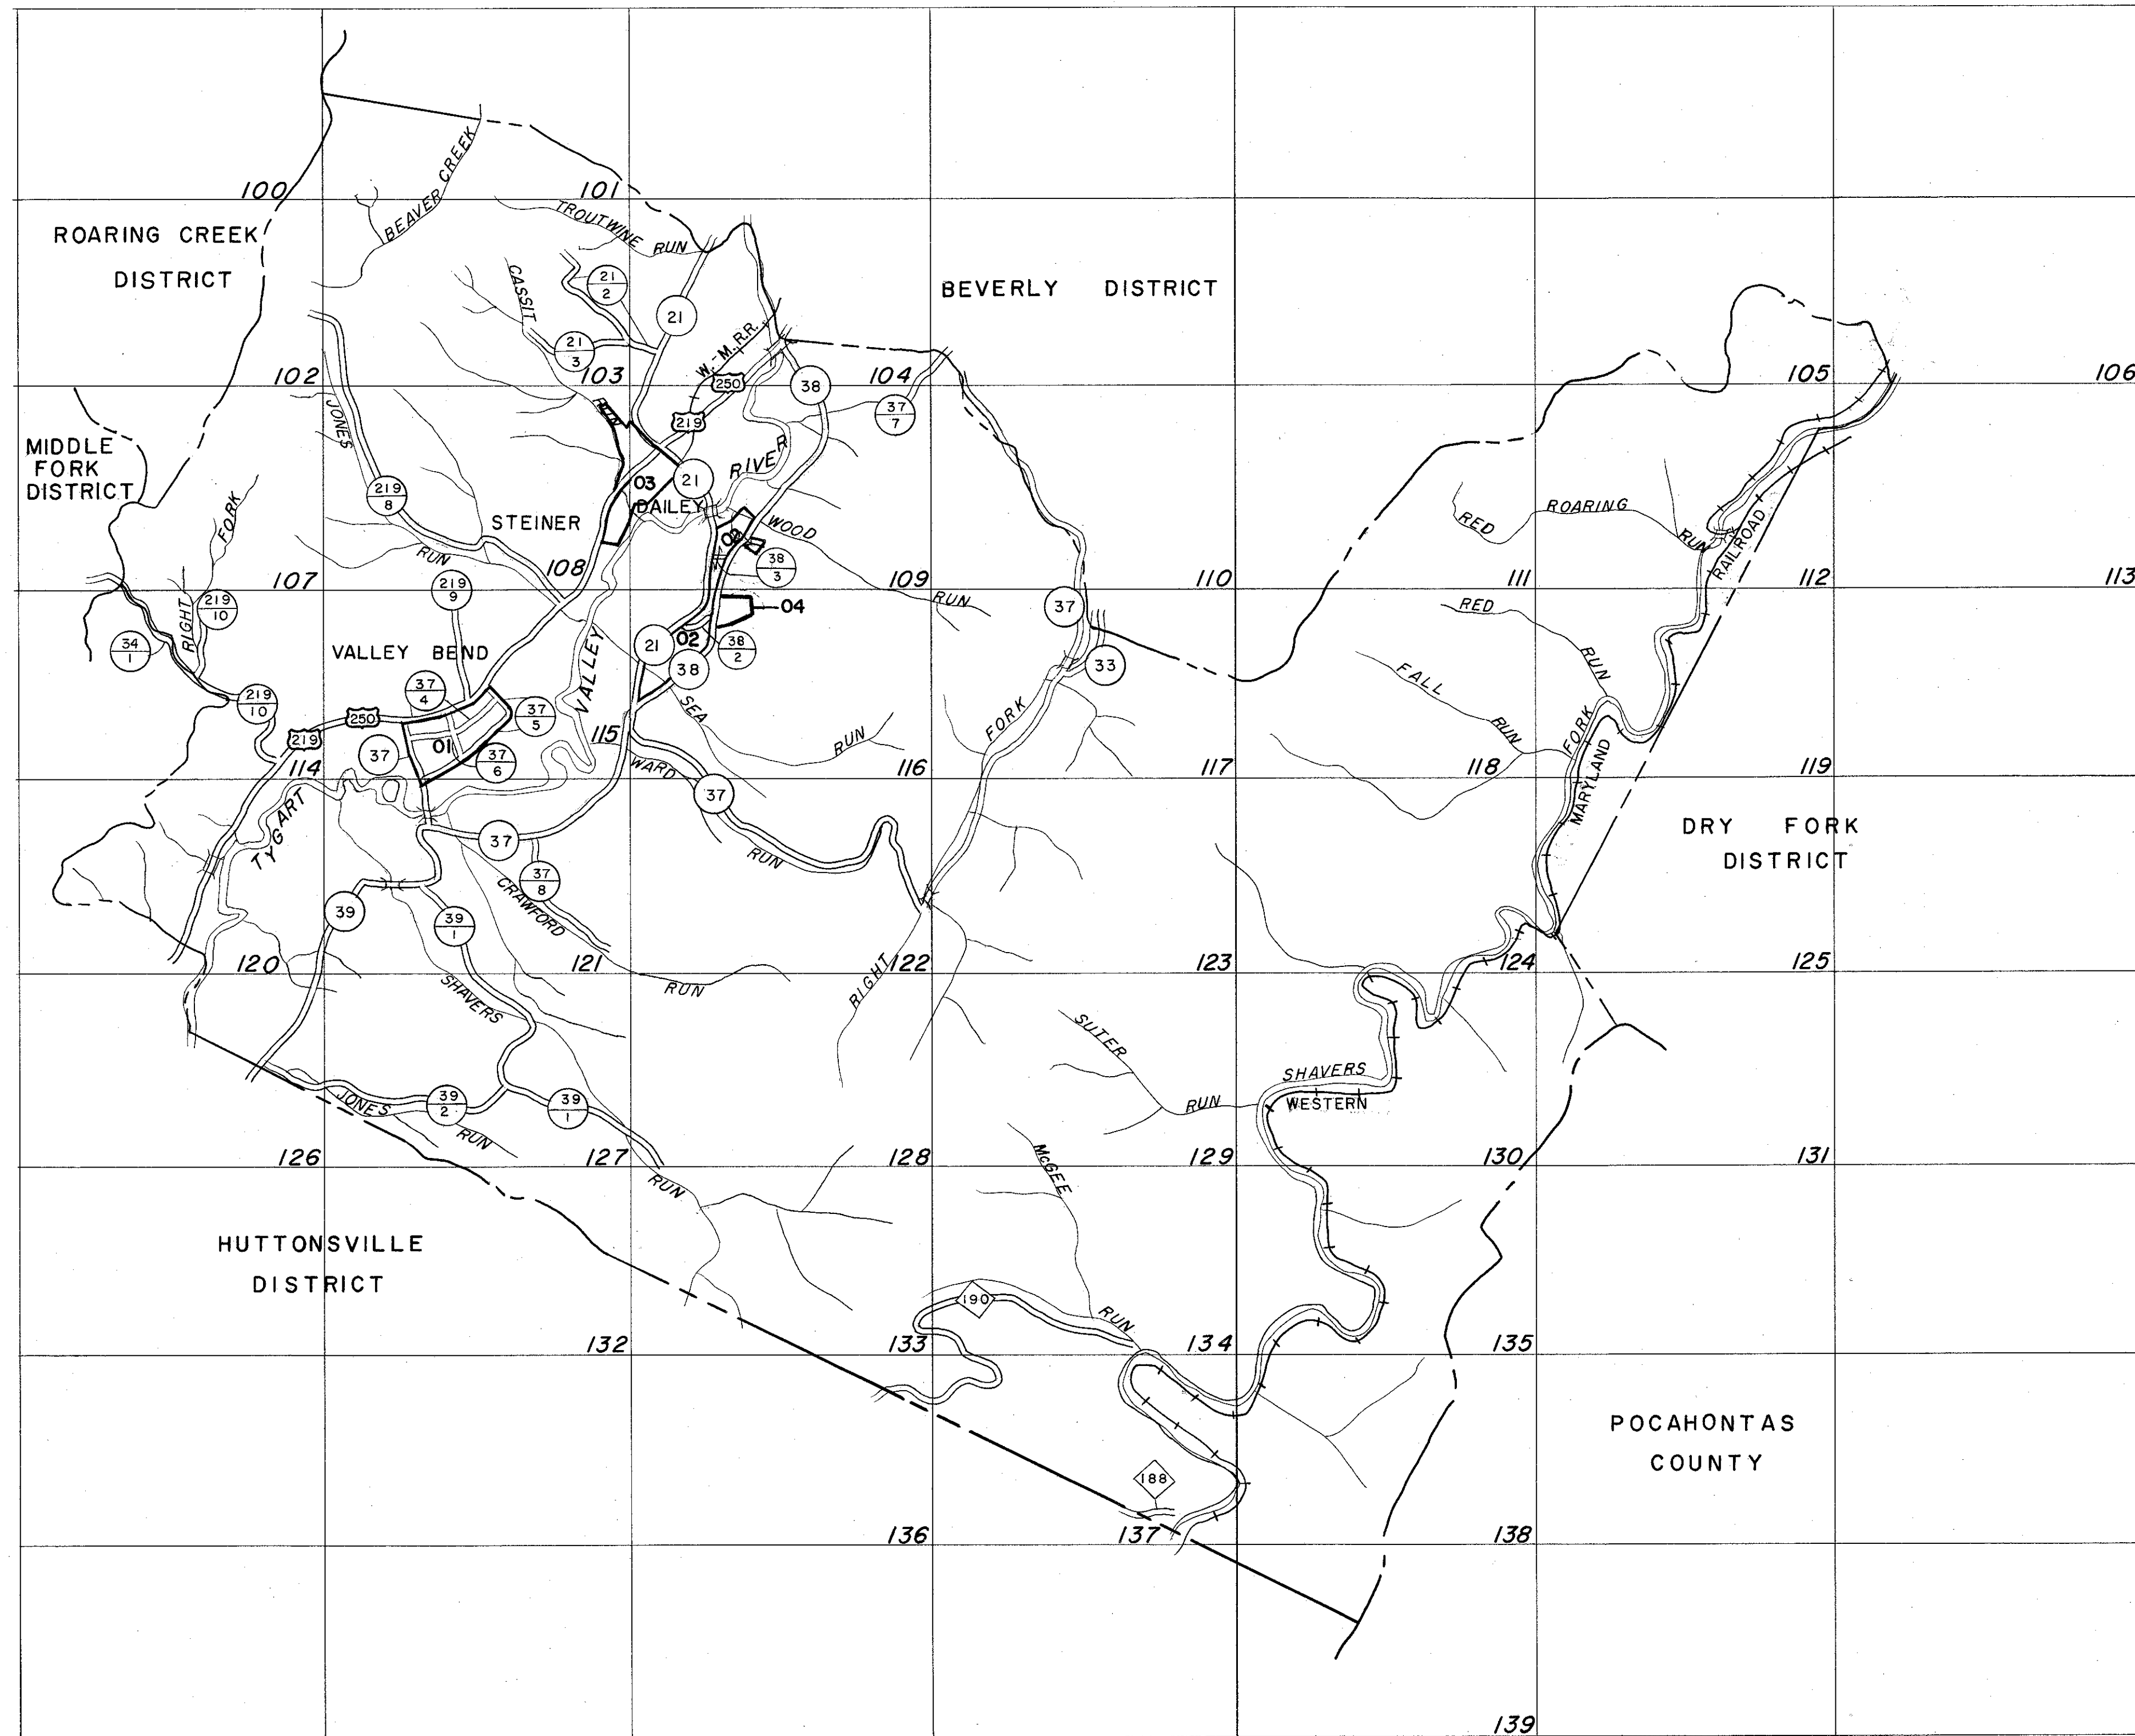 100
101
ROARING CREEK
DISTRICT
BEAVER CREEK
TROUTWINE RUN
CASSIT
RUN
21
2
21
21
3
W. M. R.R.
BEVERLY DISTRICT
102
103
250
38
104
37
7
105
106
219
MIDDLE
FORK
DISTRICT
JONES
RUN
219
8
STEINER
03
DAILEY
21
RIVER
WOOD
RUN
38
3
RED
ROARING
RUN
RAILROAD
FORK
RIGHT
107
108
109
110
111
112
113
219
9
219
10
34
1
04
21
02
38
38
2
37
33
RED
RUN
FALL
RUN
VALLEY BEND
VALLEY
37
4
37
5
219
10
250
219
37
01
37
6
SEA
RUN
FORK
FORK
MARYLAND
114
115
116
117
118
119
WARD
RUN
37
TYGART
37
37
8
CRAWFORD
RUN
DRY FORK
DISTRICT
39
39
1
120
121
122
123
124
125
SHAVERS
RUN
RIGHT
SUTER
RUN
SHAVERS
WESTERN
JONES
RUN
39
2
39
1
126
127
128
129
130
131
McGEE
RUN
HUTTONSVILLE
DISTRICT
190
132
133
134
135
POCAHONTAS
COUNTY
188
136
137
138
139